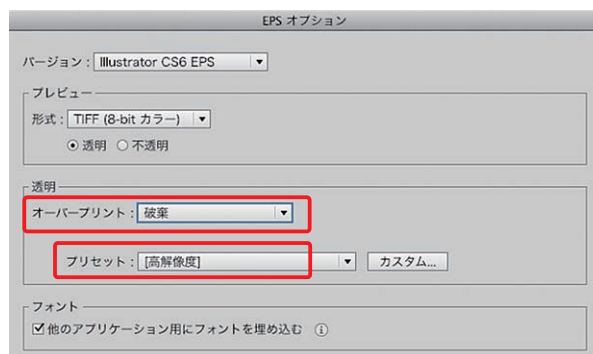 EPS オプション
バージョン : Illustrator CS6 EPS
プレビュー
形式 : TIFF (8-bit カラー)
透明 不透明
透明
オーバープリント : 破棄
プリセット : [高解像度] カスタム...
フォント
他のアプリケーション用にフォントを埋め込む